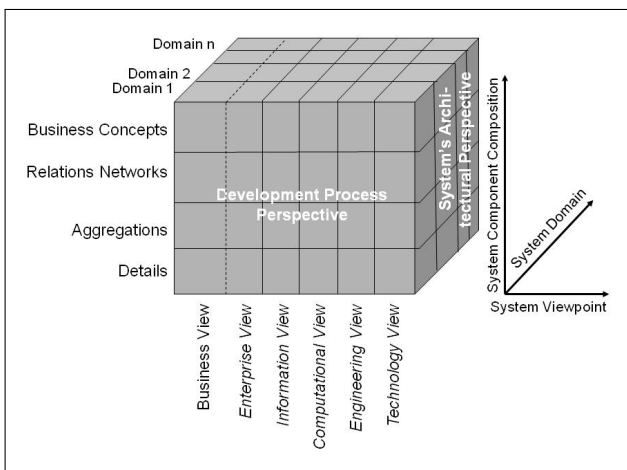 Domain n
Domain 2
Domain 1
Business Concepts
Relations Networks
Aggregations
Details
Development Process
Perspective
System's Archi-
tectural Perspective
Business View
Enterprise View
Information View
Computational View
Engineering View
Technology View
System Component Composition
System Domain
System Viewpoint